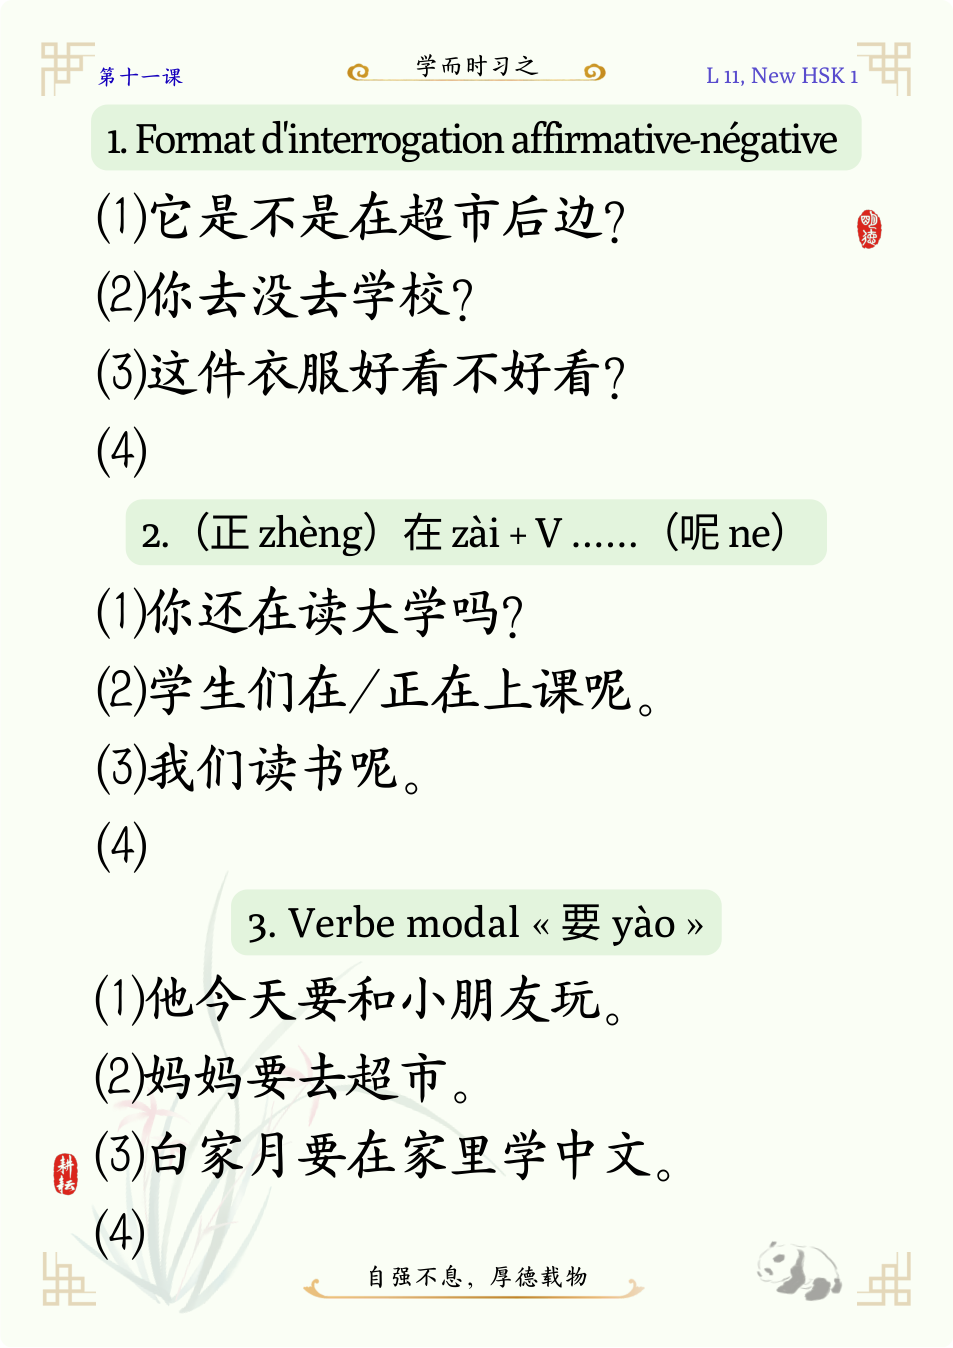 第十一课
学而时习之
L 11, New HSK 1
1. Format d'interrogation affirmative-négative
(1)它是不是在超市后边?
(2)你去没去学校?
(3)这件衣服好看不好看?
(4)
明德
2.（正 zhèng）在 zài + V ……（呢 ne）
(1)你还在读大学吗?
(2)学生们在/正在上课呢。
(3)我们读书呢。
(4)
3. Verbe modal « 要 yào »
(1)他今天要和小朋友玩。
(2)妈妈要去超市。
(3)白家月要在家里学中文。
耕耘
(4)
自强不息，厚德载物